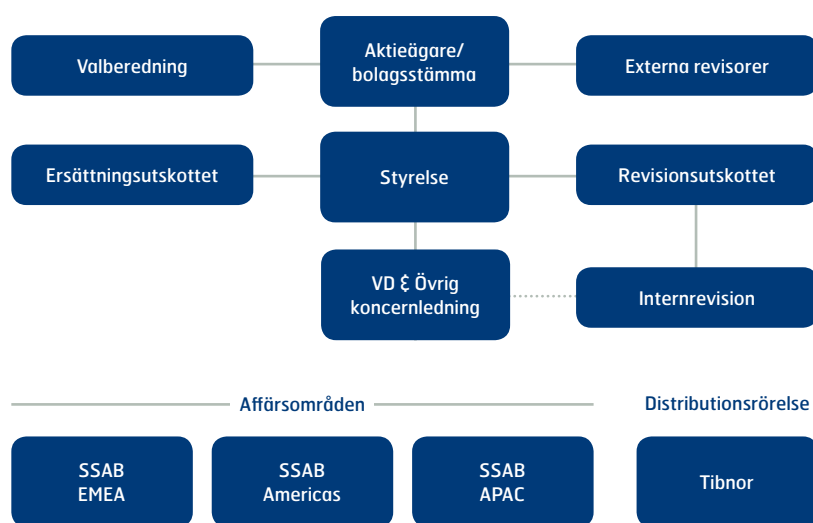 Valberedning
Aktieägare/
bolagsstämma
Externa revisorer
Ersättningsutskottet
Styrelse
Revisionsutskottet
VD & Övrig
koncernledning
Internrevision
Affärsområden
Distributionsrörelse
SSAB
EMEA
SSAB
Americas
SSAB
APAC
Tibnor